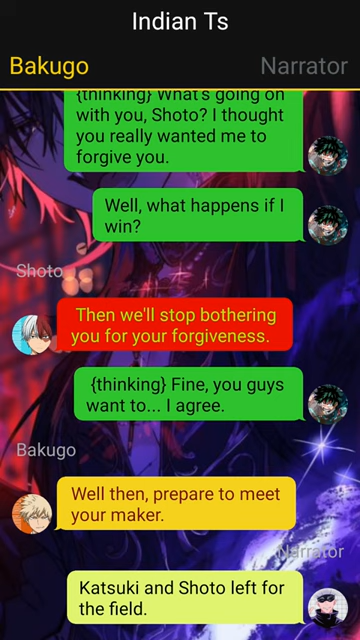 Indian Ts
Bakugo
Narrator
{thinking} What's going on
with you, Shoto? I thought
you really wanted me to
forgive you.
Well, what happens if I
win?
Shoto
Then we'll stop bothering
you for your forgiveness.
{thinking} Fine, you guys
want to... I agree.
Bakugo
Well then, prepare to meet
your maker.
Narrator
Katsuki and Shoto left for
the field.